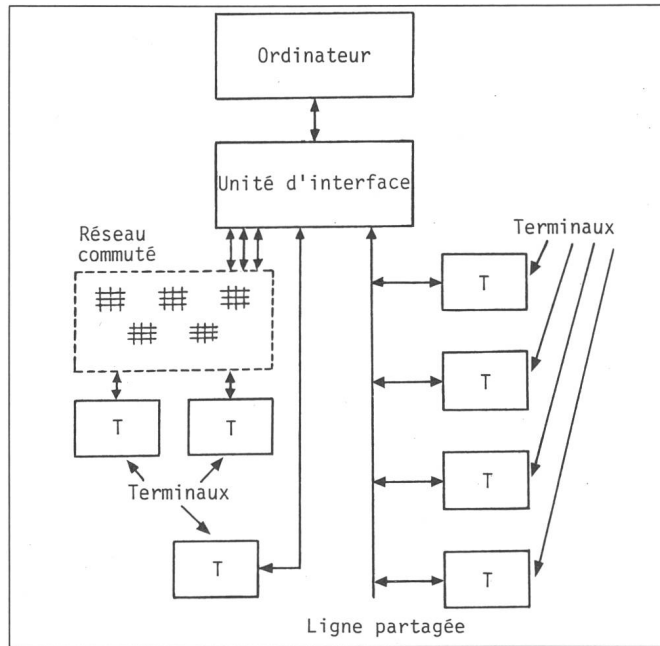 Ordinateur
Unité d'interface
Réseau
commuté
Terminaux
T
T
T
T
T
Terminaux
T
T
Ligne partagée